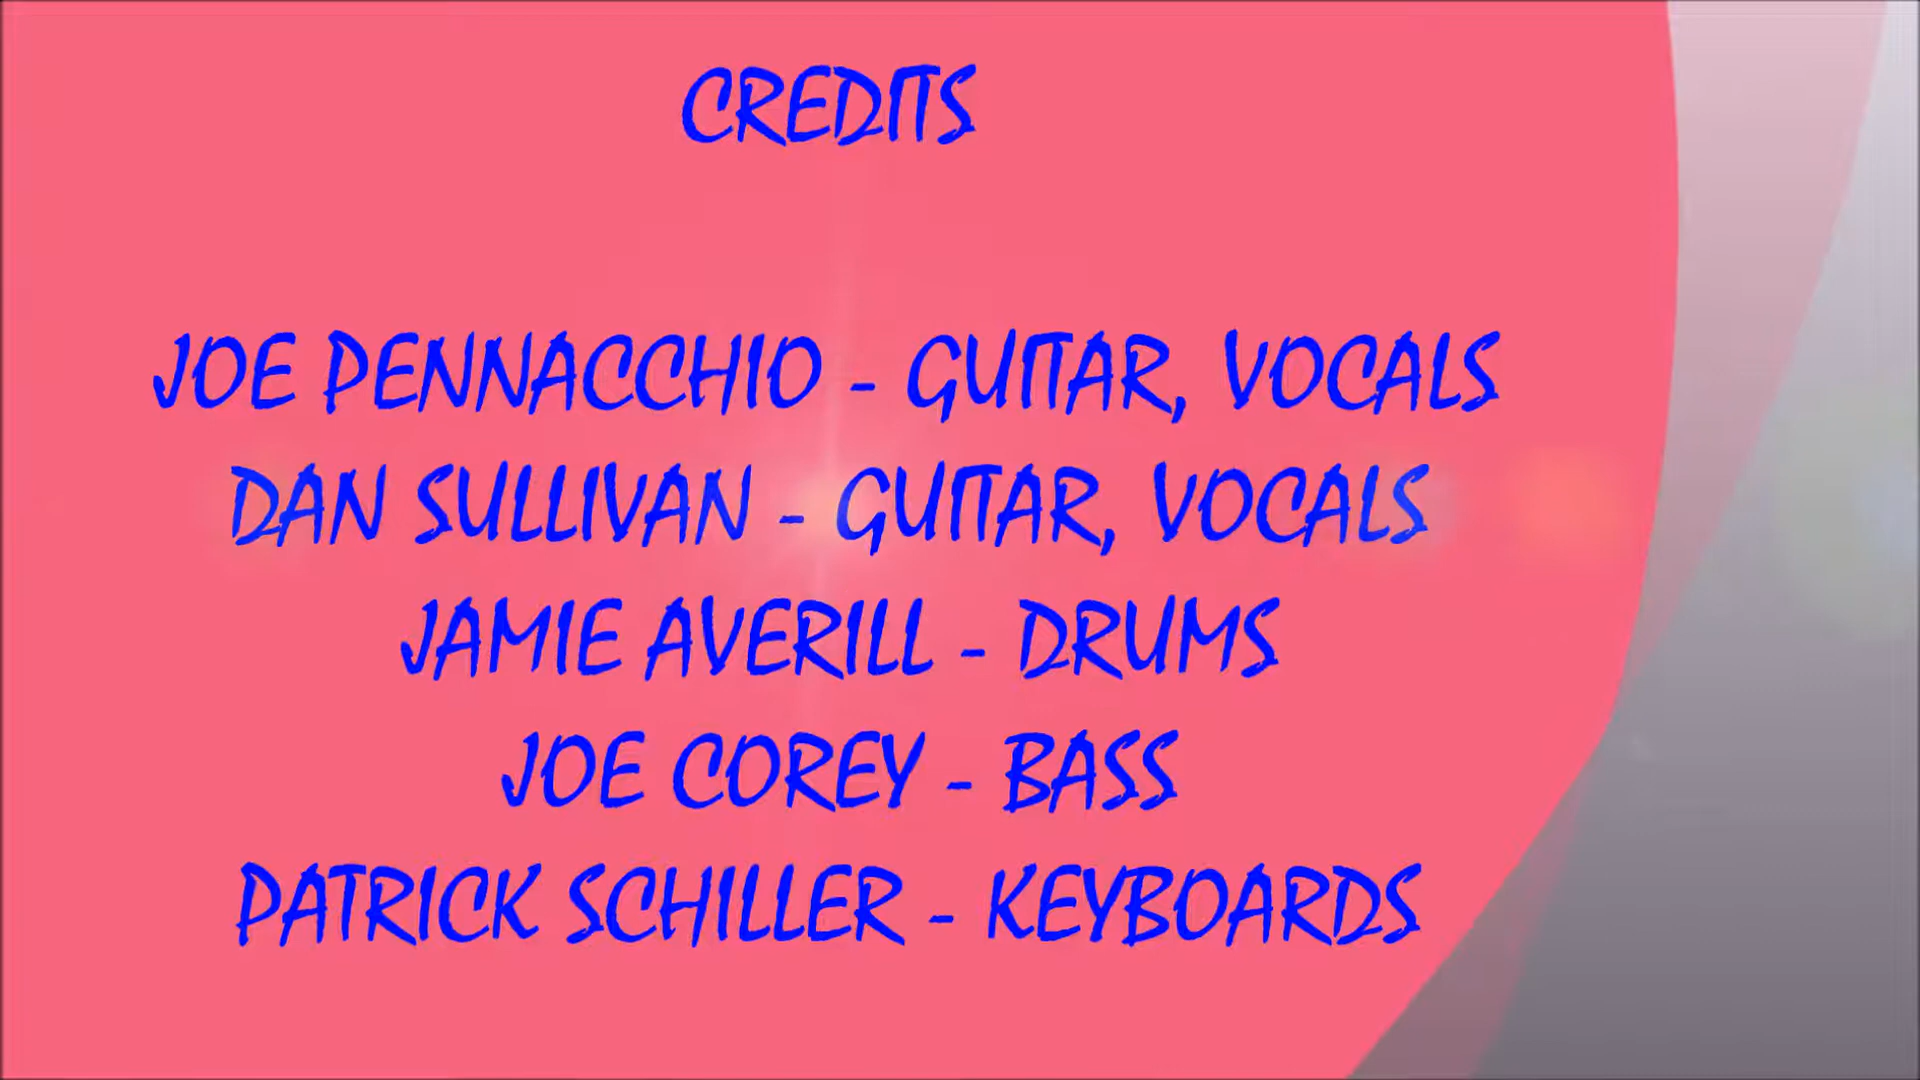 CREDITS
JOE PENNACCHIO - GUITAR, VOCALS
DAN SULLIVAN - GUITAR, VOCALS
JAMIE AVERILL - DRUMS
JOE COREY - BASS
PATRICK SCHILLER - KEYBOARDS